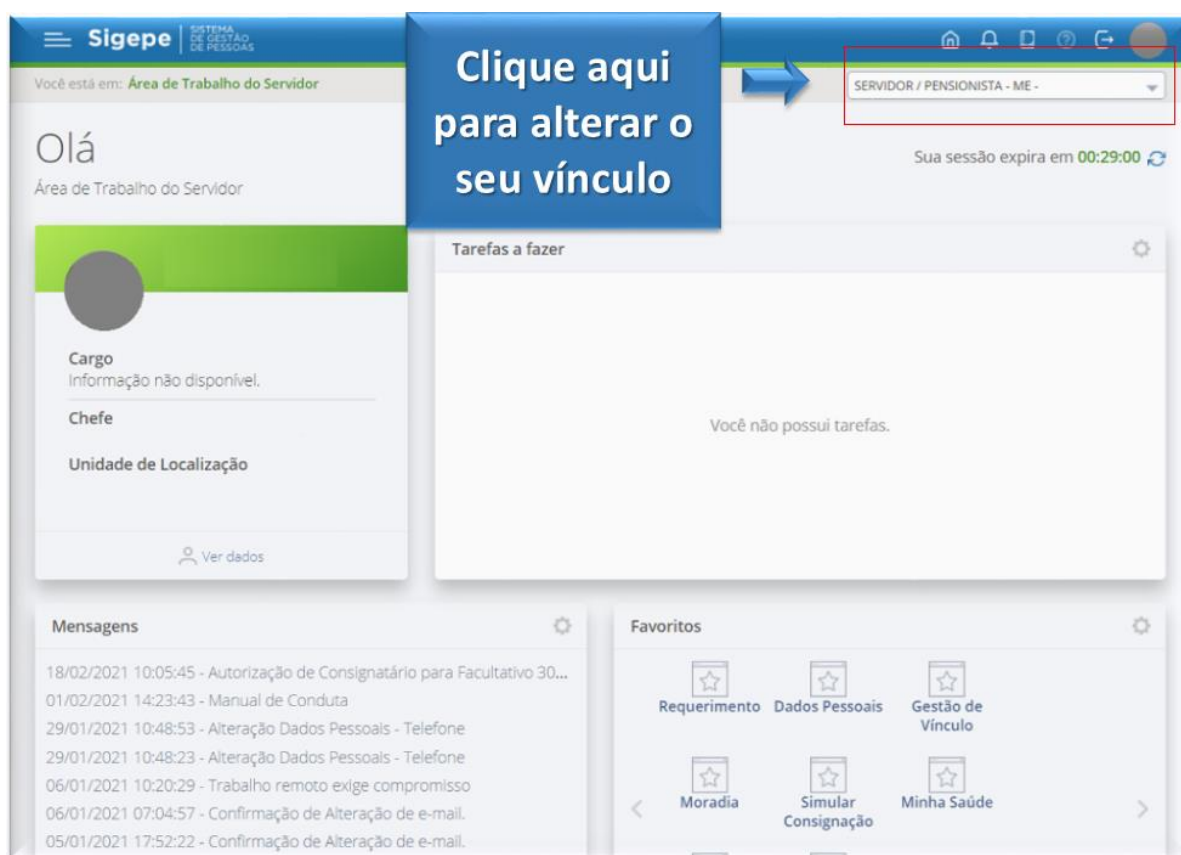 Sigepe
SISTEMA
DE GESTÃO
DE PESSOAS
Clique aqui
para alterar o
seu vínculo
Você está em: Área de Trabalho do Servidor
SERVIDOR / PENSIONISTA - ME -
Olá
Área de Trabalho do Servidor
Sua sessão expira em 00:29:00
Cargo
Informação não disponível.
Chefe
Unidade de Localização
Ver dados
Tarefas a fazer
Você não possui tarefas.
Mensagens
18/02/2021 10:05:45 - Autorização de Consignatário para Facultativo 30...
01/02/2021 14:23:43 - Manual de Conduta
29/01/2021 10:48:53 - Alteração Dados Pessoais - Telefone
29/01/2021 10:48:23 - Alteração Dados Pessoais - Telefone
06/01/2021 10:20:29 - Trabalho remoto exige compromisso
06/01/2021 07:04:57 - Confirmação de Alteração de e-mail.
05/01/2021 17:52:22 - Confirmação de Alteração de e-mail.
Favoritos
Requerimento
Dados Pessoais
Gestão de
Vínculo
Moradia
Simular
Consignação
Minha Saúde